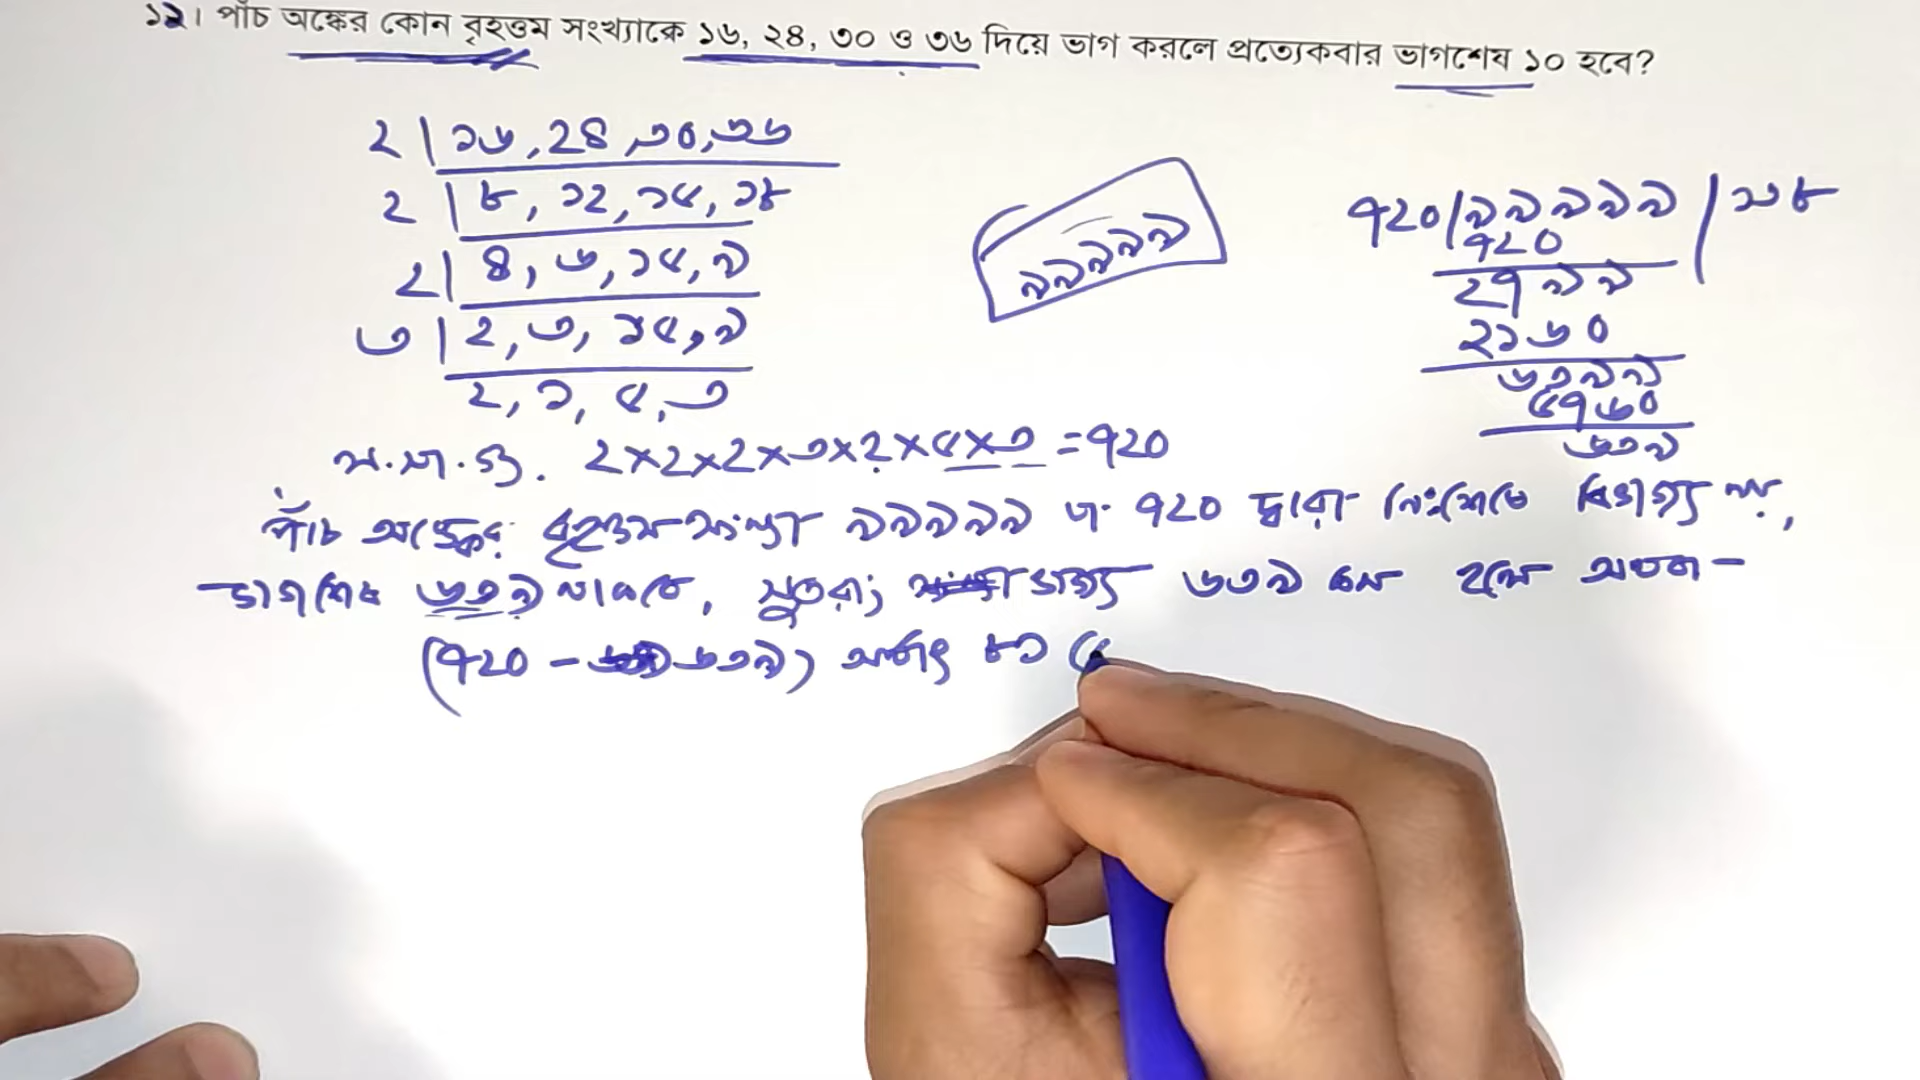 ১২। পাঁচ অঙ্কের কোন বৃহত্তম সংখ্যাকে ১৬, ২৪, ৩০ ও ৩৬ দিয়ে ভাগ করলে প্রত্যেকবার ভাগশেষ ১০ হবে?
২ | ১৬, ২৪, ৩০, ৩৬
২ | ৮, ১২, ১৫, ১৮
২ | ৪, ৬, ১৫, ৯
৩ | ২, ৩, ১৫, ৯
২, ১, ৫, ৩
ল.সা.গু. ২×২×২×৩×২×৫×৩ = ৭২০
৯৯৯৯৯
৭২০ | ৯৯৯৯৯ | ১৩৮
৭২০
২৭৯৯
২১৬০
৬৩৯৯
৫৭৬০
৬৩৯
পাঁচ অঙ্কের বৃহত্তম সংখ্যা ৯৯৯৯৯ যা ৭২০ দ্বারা নিঃশেষে বিভাজ্য নয়,
ভাগশেষ ৬৩৯ থাকবে, সুতরাং ভাজ্য ৬৩৯ কম হলে অথবা
(৭২০ - ৬৩৯) অর্থাৎ ৮১